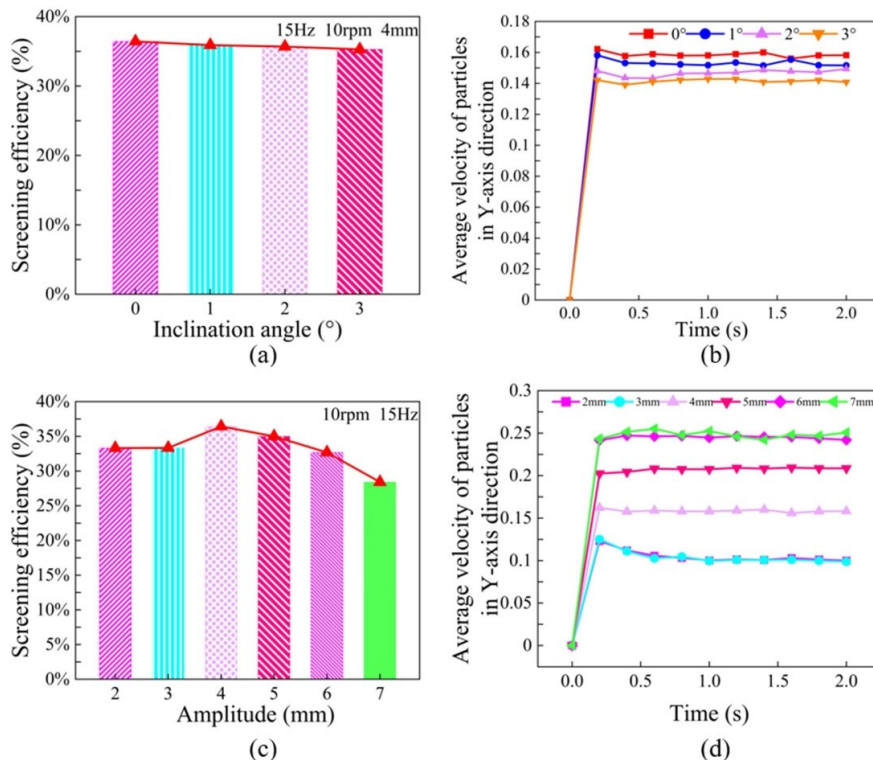 40%
30%
20%
10%
0%
Screening efficiency (%)
15Hz 10rpm 4mm
0 1 2 3
Inclination angle (°)
(a)
0.18
0.16
0.14
0.12
0.10
0.08
0.06
0.04
0.02
0
Average velocity of particles
in Y-axis direction
0° 1° 2° 3°
0.0 0.5 1.0 1.5 2.0
Time (s)
(b)
40%
35%
30%
25%
20%
15%
10%
5%
0%
Screening efficiency (%)
10rpm 15Hz
2 3 4 5 6 7
Amplitude (mm)
(c)
0.3
0.25
0.2
0.15
0.1
0.05
0
Average velocity of particles
in Y-axis direction
2mm 3mm 4mm 5mm 6mm 7mm
0.0 0.5 1.0 1.5 2.0
Time (s)
(d)